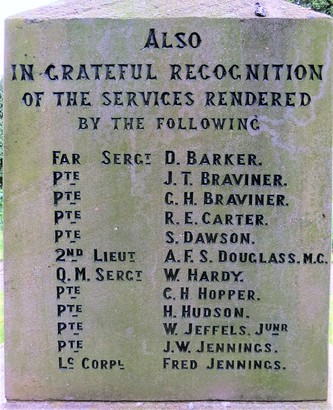 ALSO
IN GRATEFUL RECOGNITION
OF THE SERVICES RENDERED
BY THE FOLLOWING
FAR SERGT D. BARKER.
PTE J.T. BRAVINER.
PTE C.H. BRAVINER.
PTE R.E. CARTER.
PTE S. DAWSON.
2ND LIEUT A.F.S. DOUGLASS. M.C.
Q.M. SERGT W. HARDY.
PTE C.H HOPPER.
PTE H. HUDSON.
PTE W. JEFFELS, JUNR
PTE J.W. JENNINGS.
LC CORPL FRED JENNINGS.